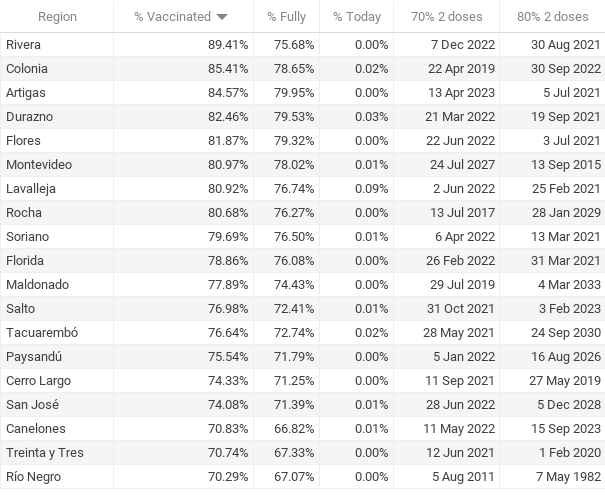 Region % Vaccinated % Fully % Today 70% 2 doses 80% 2 doses
Rivera 89.41% 75.68% 0.00% 7 Dec 2022 30 Aug 2021
Colonia 85.41% 78.65% 0.02% 22 Apr 2019 30 Sep 2022
Artigas 84.57% 79.95% 0.00% 13 Apr 2023 5 Jul 2021
Durazno 82.46% 79.53% 0.03% 21 Mar 2022 19 Sep 2021
Flores 81.87% 79.32% 0.00% 22 Jun 2022 3 Jul 2021
Montevideo 80.97% 78.02% 0.01% 24 Jul 2027 13 Sep 2015
Lavalleja 80.92% 76.74% 0.09% 2 Jun 2022 25 Feb 2021
Rocha 80.68% 76.27% 0.00% 13 Jul 2017 28 Jan 2029
Soriano 79.69% 76.50% 0.01% 6 Apr 2022 13 Mar 2021
Florida 78.86% 76.08% 0.00% 26 Feb 2022 31 Mar 2021
Maldonado 77.89% 74.43% 0.00% 29 Jul 2019 4 Mar 2033
Salto 76.98% 72.41% 0.01% 31 Oct 2021 3 Feb 2023
Tacuarembó 76.64% 72.74% 0.02% 28 May 2021 24 Sep 2030
Paysandú 75.54% 71.79% 0.00% 5 Jan 2022 16 Aug 2026
Cerro Largo 74.33% 71.25% 0.00% 11 Sep 2021 27 May 2019
San José 74.08% 71.39% 0.01% 28 Jun 2022 5 Dec 2028
Canelones 70.83% 66.82% 0.01% 11 May 2022 15 Sep 2023
Treinta y Tres 70.74% 67.33% 0.00% 12 Jun 2021 1 Feb 2020
Río Negro 70.29% 67.07% 0.00% 5 Aug 2011 7 May 1982